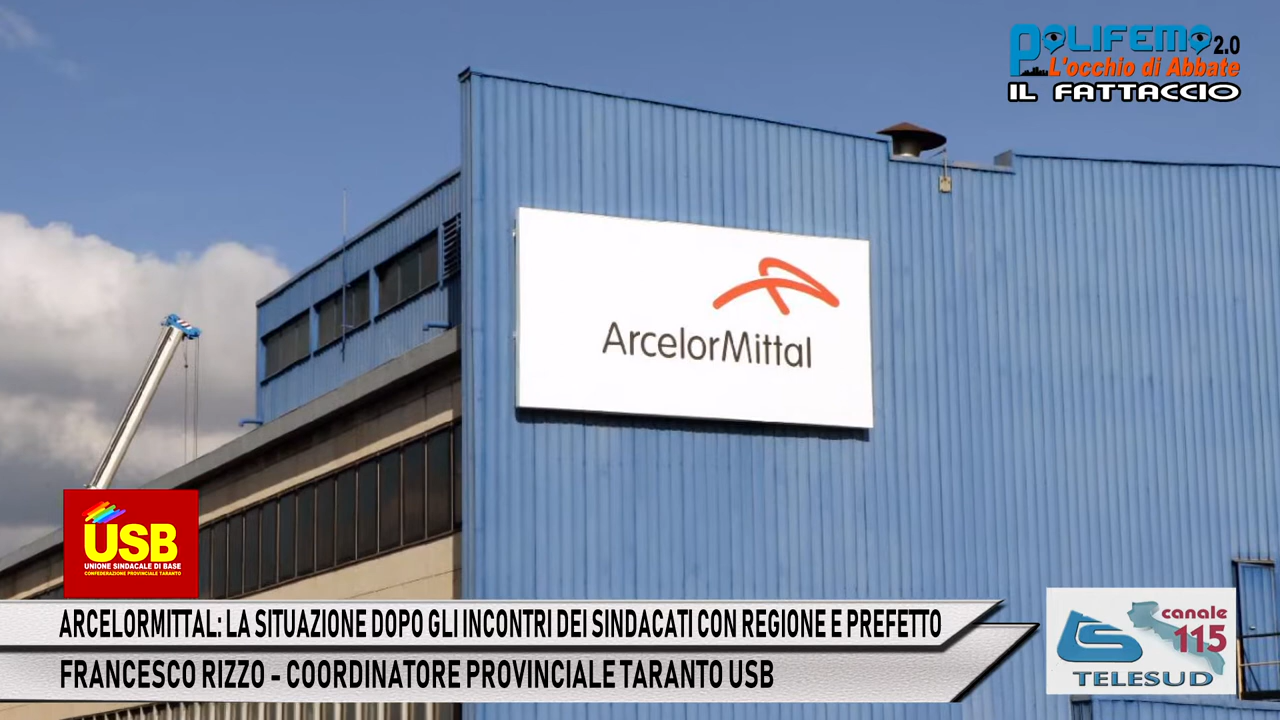 POLIFEMO 2.0
L'occhio di Abbate
IL FATTACCIO
ArcelorMittal
USB
UNIONE SINDACALE DI BASE
CONFEDERAZIONE PROVINCIALE TARANTO
ARCELORMITTAL: LA SITUAZIONE DOPO GLI INCONTRI DEI SINDACATI CON REGIONE E PREFETTO
FRANCESCO RIZZO – COORDINATORE PROVINCIALE TARANTO USB
canale
115
TELESUD